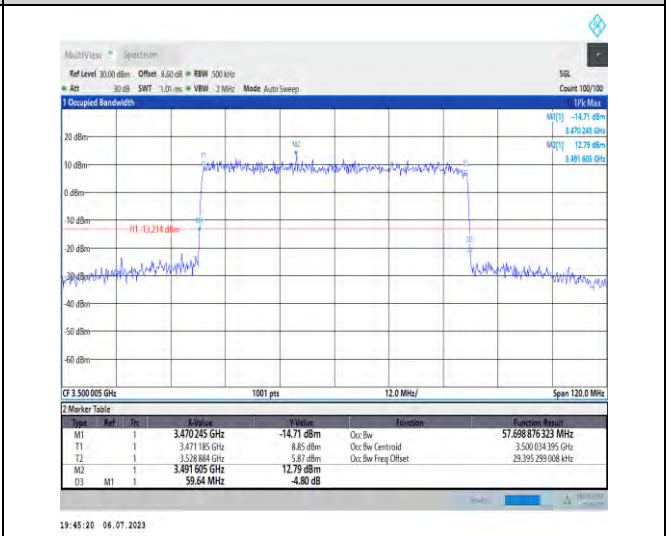 MultiView Spectrum
Ref Level 30.00 dBm Offset 8.60 dB RBW 500 kHz SGL
Att 30 dB SWT 1.01 ms VBW 2 MHz Mode Auto Sweep Count 100/100
1 Occupied Bandwidth 1Pk Max
M1[1] -14.71 dBm
3.470 245 GHz
M2[1] 12.79 dBm
3.491 605 GHz
M2
20 dBm
T1
10 dBm
0 dBm
-10 dBm
H1 -13.214 dBm
-20 dBm
-30 dBm
-40 dBm
-50 dBm
-60 dBm
CF 3.500 005 GHz 1001 pts 12.0 MHz/ Span 120.0 MHz
2 Marker Table
Type Ref Trc X-Value Y-Value Function Function Result
M1 1 3.470 245 GHz -14.71 dBm Occ Bw 57.698 876 323 MHz
T1 1 3.471 185 GHz 8.85 dBm Occ Bw Centroid 3.500 034 395 GHz
T2 1 3.528 884 GHz 5.87 dBm Occ Bw Freq Offset 29.395 299 008 kHz
M2 1 3.491 605 GHz 12.79 dBm
D3 M1 1 59.64 MHz -4.80 dB
19:45:20 06.07.2023